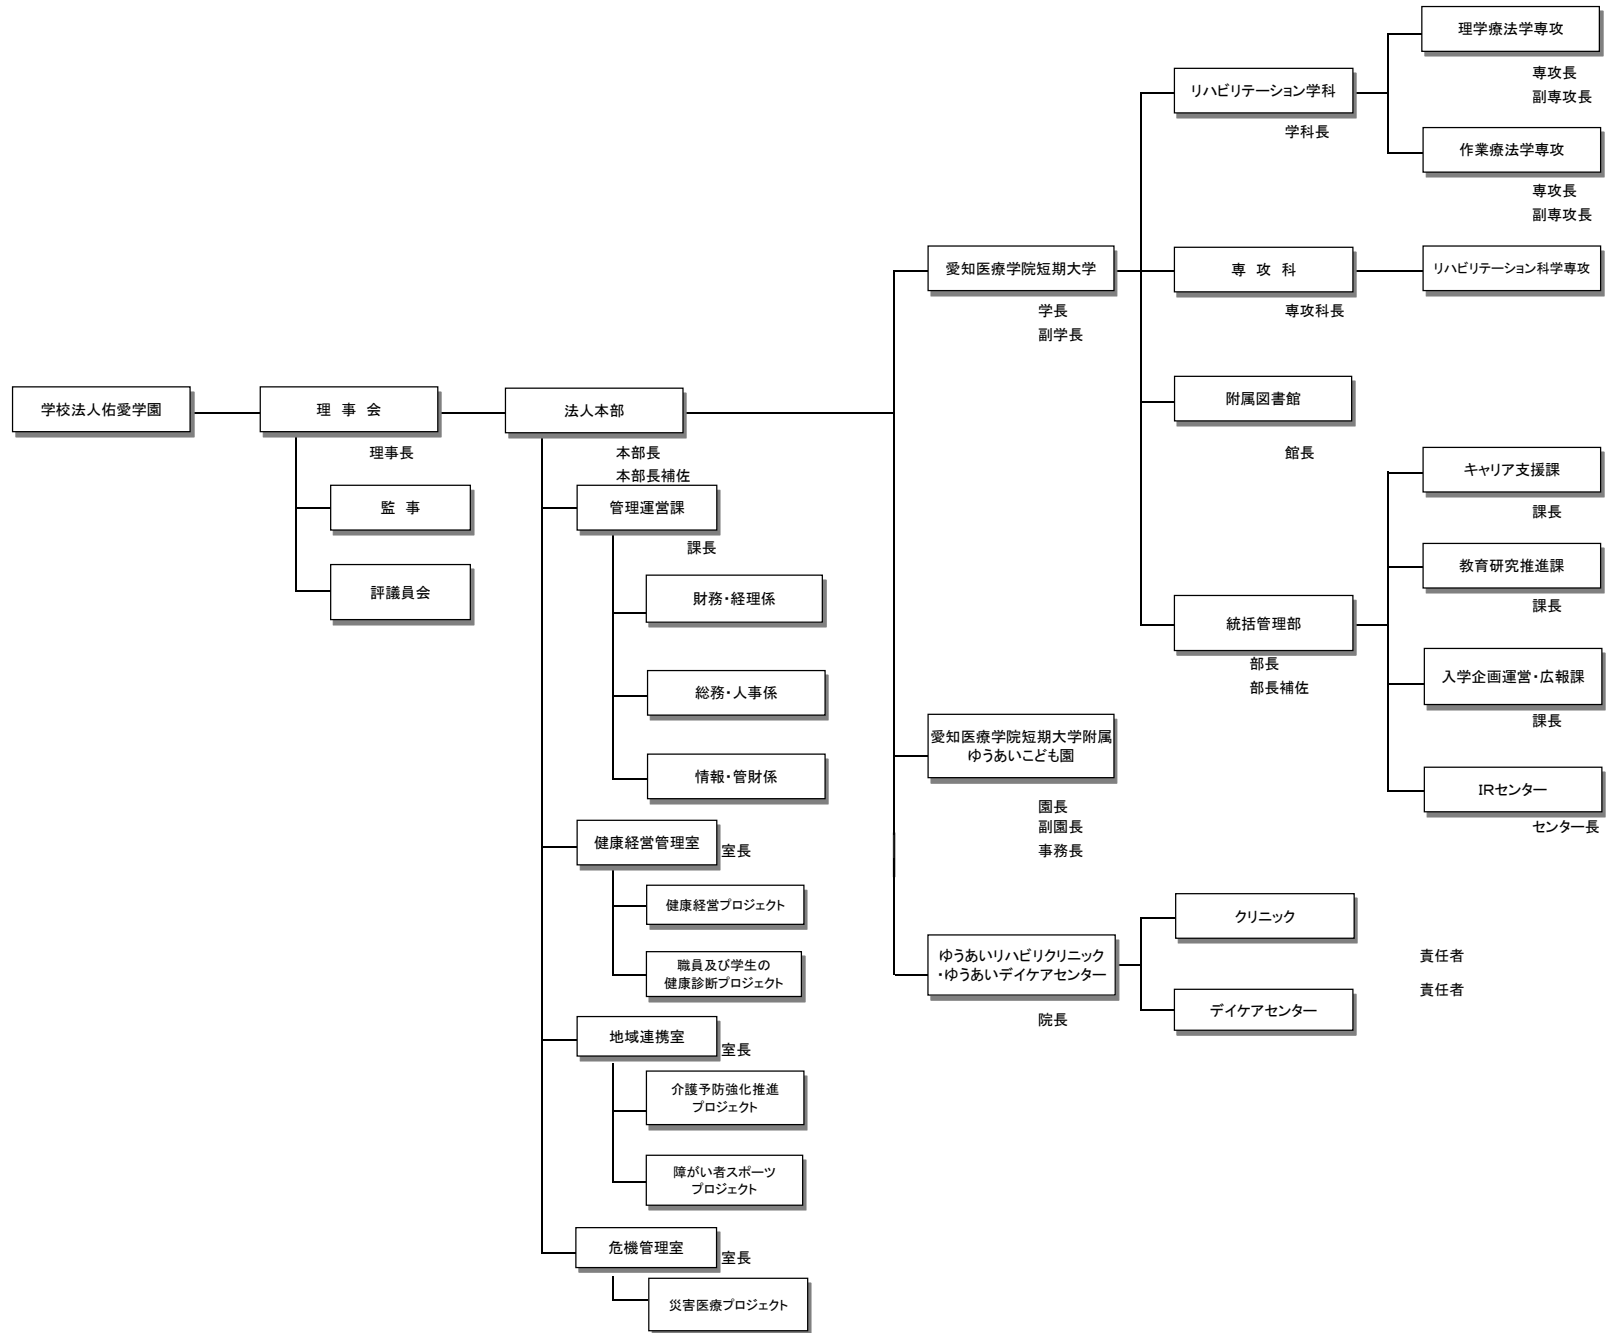 学校法人佑愛学園
理 事 会
理事長
監 事
評議員会
法人本部
本部長
本部長補佐
管理運営課
課長
財務・経理係
総務・人事係
情報・管財係
健康経営管理室
室長
健康経営プロジェクト
職員及び学生の
健康診断プロジェクト
地域連携室
室長
介護予防強化推進
プロジェクト
障がい者スポーツ
プロジェクト
危機管理室
室長
災害医療プロジェクト
愛知医療学院短期大学
学長
副学長
リハビリテーション学科
学科長
理学療法学専攻
専攻長
副専攻長
作業療法学専攻
専攻長
副専攻長
専 攻 科
専攻科長
リハビリテーション科学専攻
附属図書館
館長
統括管理部
部長
部長補佐
キャリア支援課
課長
教育研究推進課
課長
入学企画運営・広報課
課長
IRセンター
センター長
愛知医療学院短期大学附属
ゆうあいこども園
園長
副園長
事務長
ゆうあいリハビリクリニック
・ゆうあいデイケアセンター
院長
クリニック
責任者
デイケアセンター
責任者